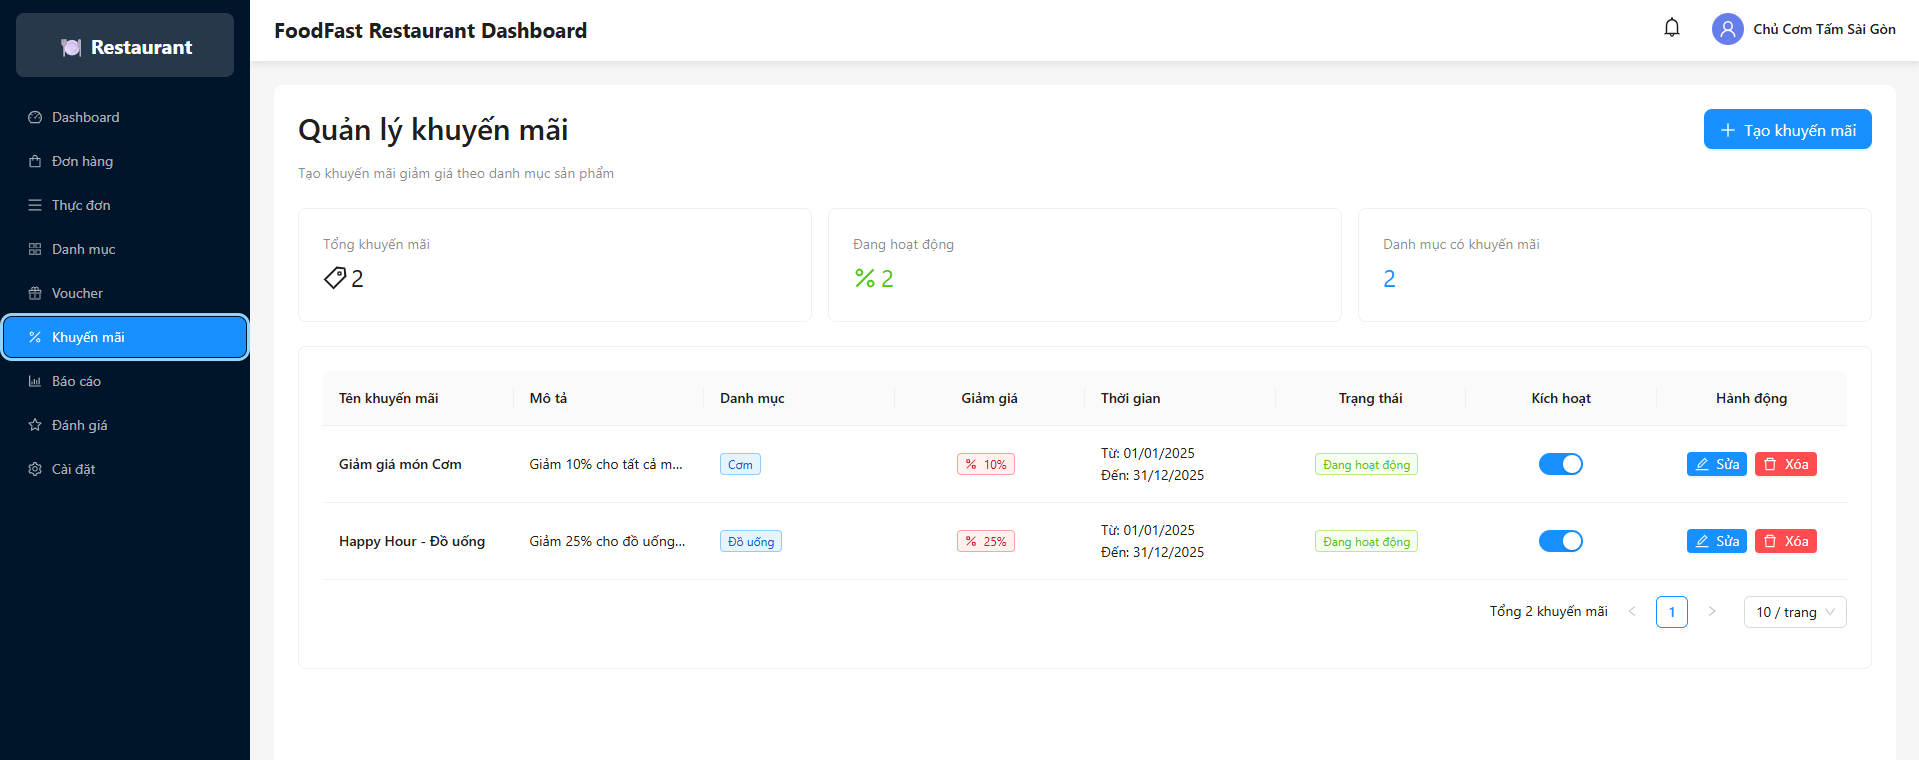 Restaurant
FoodFast Restaurant Dashboard
Chủ Cơm Tấm Sài Gòn
Dashboard
Đơn hàng
Thực đơn
Danh mục
Voucher
Khuyến mãi
Báo cáo
Đánh giá
Cài đặt
Quản lý khuyến mãi
Tạo khuyến mãi
Tạo khuyến mãi giảm giá theo danh mục sản phẩm
Tổng khuyến mãi
2
Đang hoạt động
% 2
Danh mục có khuyến mãi
2
Tên khuyến mãi Mô tả Danh mục Giảm giá Thời gian Trạng thái Kích hoạt Hành động
Giảm giá món Cơm Giảm 10% cho tất cả m... Cơm % 10% Từ: 01/01/2025 Đang hoạt động Sửa Xóa
Đến: 31/12/2025
Happy Hour - Đồ uống Giảm 25% cho đồ uống... Đồ uống % 25% Từ: 01/01/2025 Đang hoạt động Sửa Xóa
Đến: 31/12/2025
Tổng 2 khuyến mãi < 1 > 10 / trang